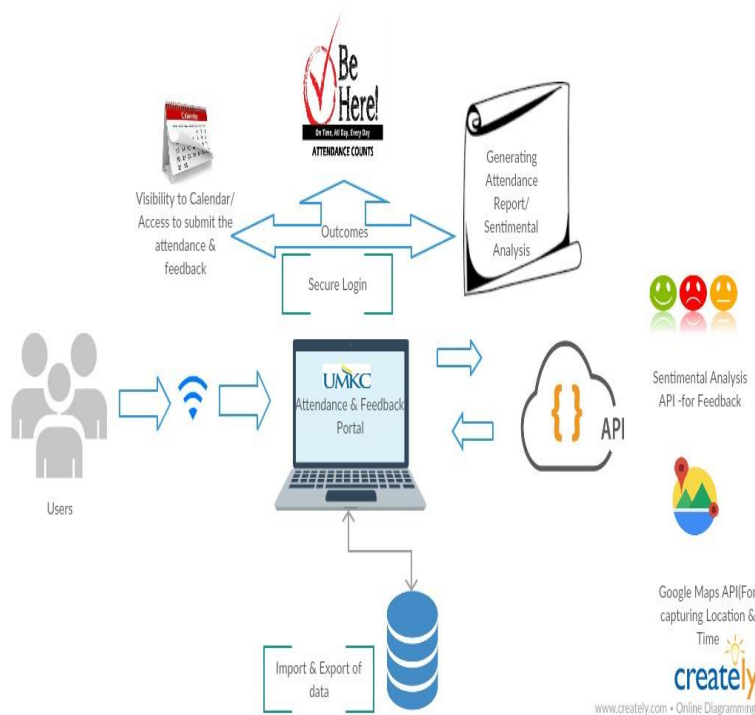 Be
Here!
On Time. All Day. Every Day
ATTENDANCE COUNTS
Calendar
Visibility to Calendar/
Access to submit the
attendance &
feedback
Outcomes
Generating
Attendance
Report/
Sentimental
Analysis
Secure Login
UMKC
Attendance & Feedback
Portal
{ } API
Sentimental Analysis
API -for Feedback
Users
Google Maps API(For
capturing Location &
Time
Import & Export of
data
creately
www.creately.com • Online Diagramming